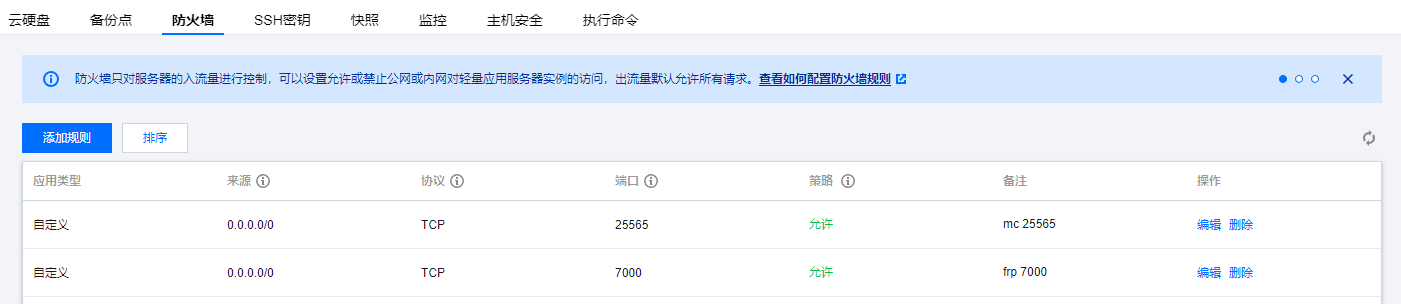 云硬盘 备份点 防火墙 SSH密钥 快照 监控 主机安全 执行命令
防火墙只对服务器的入流量进行控制，可以设置允许或禁止公网或内网对轻量应用服务器实例的访问，出流量默认允许所有请求。查看如何配置防火墙规则
添加规则 排序
应用类型 来源 协议 端口 策略 备注 操作
自定义 0.0.0.0/0 TCP 25565 允许 mc 25565 编辑 删除
自定义 0.0.0.0/0 TCP 7000 允许 frp 7000 编辑 删除